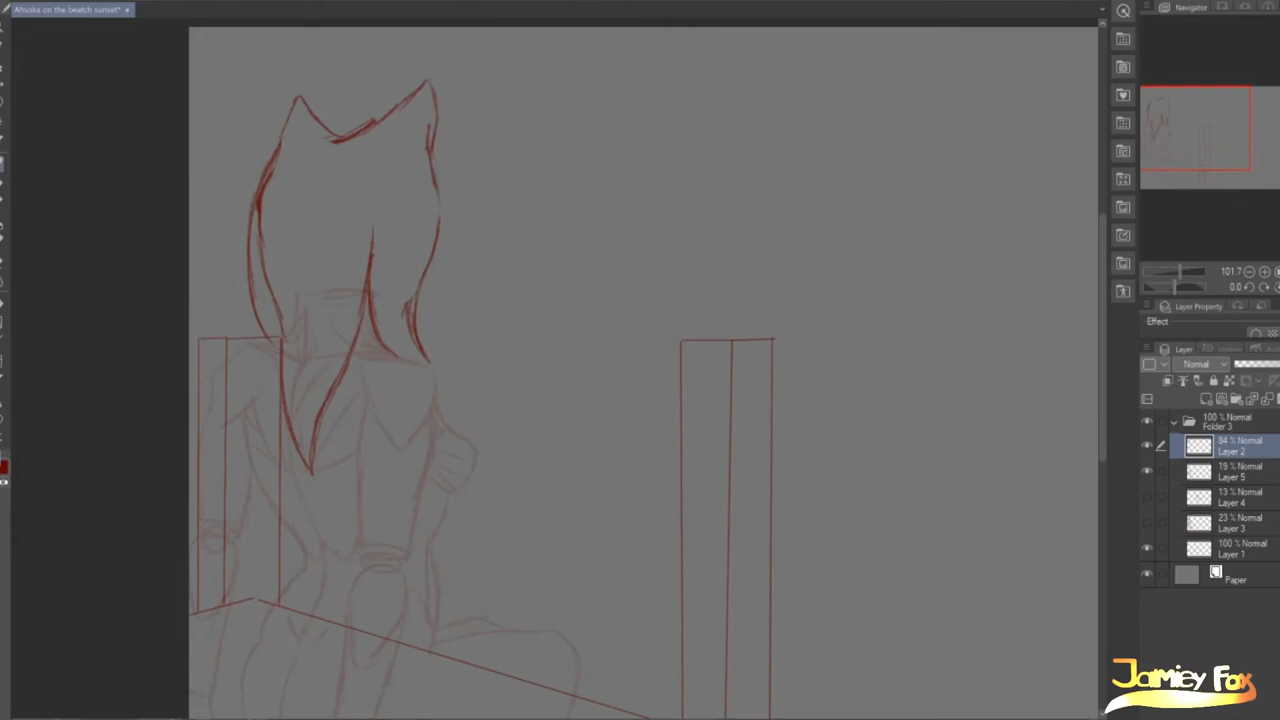 Ahsoka on the beatch sunset*
Navigator
101.7
0.0
Layer Property
Effect
Layer
Normal
100 % Normal
Folder 3
84 % Normal
Layer 2
19 % Normal
Layer 5
13 % Normal
Layer 4
23 % Normal
Layer 3
100 % Normal
Layer 1
Paper
Jamiey Fox